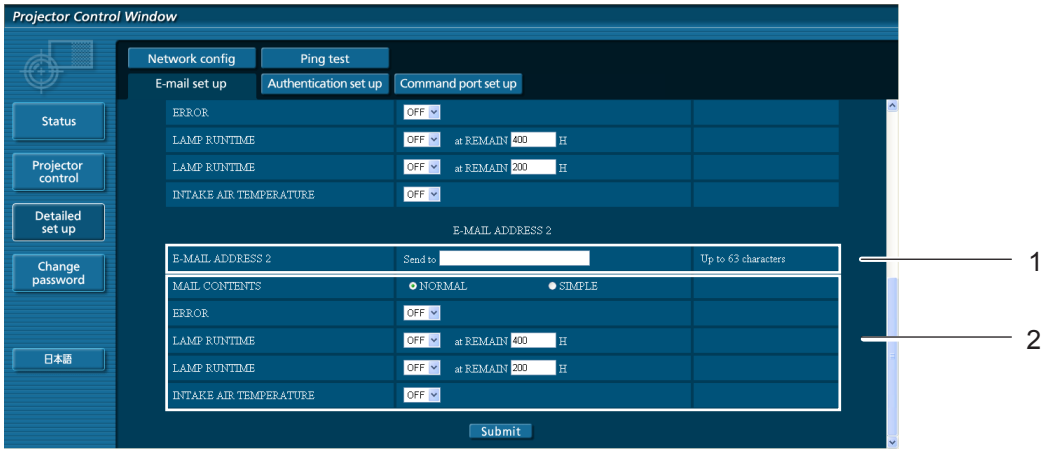 Projector Control Window
Network config Ping test
E-mail set up Authentication set up Command port set up
Status
Projector control
Detailed set up
Change password
日本語
ERROR OFF
LAMP RUNTIME OFF at REMAIN 400 H
LAMP RUNTIME OFF at REMAIN 200 H
INTAKE AIR TEMPERATURE OFF
E-MAIL ADDRESS 2
E-MAIL ADDRESS 2 Send to Up to 63 characters
1
MAIL CONTENTS NORMAL SIMPLE
ERROR OFF
LAMP RUNTIME OFF at REMAIN 400 H
2
LAMP RUNTIME OFF at REMAIN 200 H
INTAKE AIR TEMPERATURE OFF
Submit